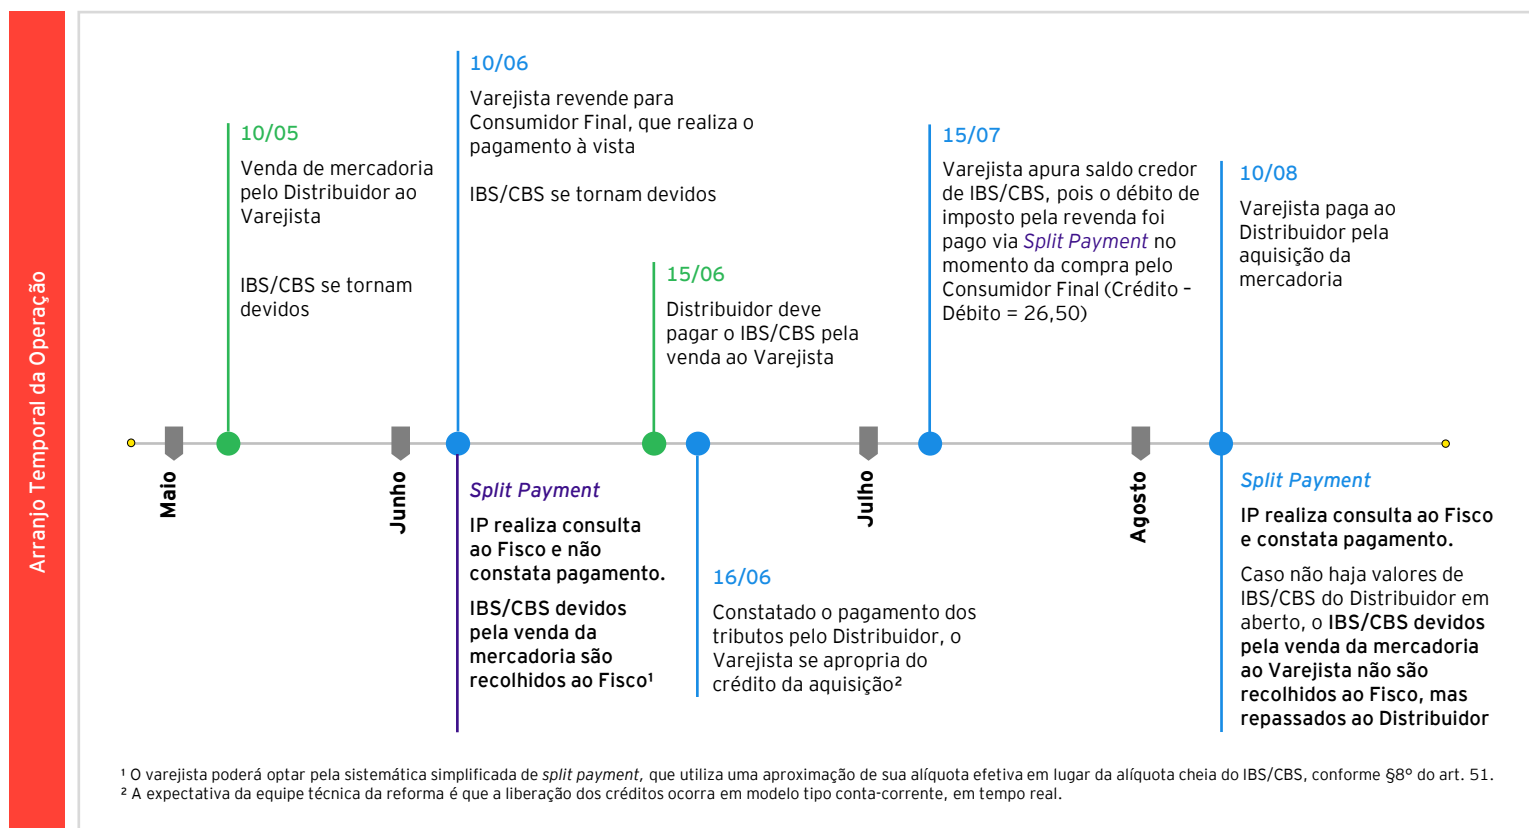 Arranjo Temporal da Operação
10/05
Venda de mercadoria
pelo Distribuidor ao
Varejista
IBS/CBS se tornam
devidos
10/06
Varejista revende para
Consumidor Final, que realiza o
pagamento à vista
IBS/CBS se tornam devidos
15/06
Distribuidor deve
pagar o IBS/CBS pela
venda ao Varejista
15/07
Varejista apura saldo credor
de IBS/CBS, pois o débito de
imposto pela revenda foi
pago via Split Payment no
momento da compra pelo
Consumidor Final (Crédito –
Débito = 26,50)
10/08
Varejista paga ao
Distribuidor pela
aquisição da
mercadoria
Maio
Junho
Julho
Agosto
Split Payment
IP realiza consulta
ao Fisco e não
constata pagamento.
IBS/CBS devidos
pela venda da
mercadoria são
recolhidos ao Fisco¹
16/06
Constatado o pagamento dos
tributos pelo Distribuidor, o
Varejista se apropria do
crédito da aquisição²
Split Payment
IP realiza consulta ao Fisco
e constata pagamento.
Caso não haja valores de
IBS/CBS do Distribuidor em
aberto, o IBS/CBS devidos
pela venda da mercadoria
ao Varejista não são
recolhidos ao Fisco, mas
repassados ao Distribuidor
¹ O varejista poderá optar pela sistemática simplificada de split payment, que utiliza uma aproximação de sua alíquota efetiva em lugar da alíquota cheia do IBS/CBS, conforme §8° do art. 51.
² A expectativa da equipe técnica da reforma é que a liberação dos créditos ocorra em modelo tipo conta-corrente, em tempo real.